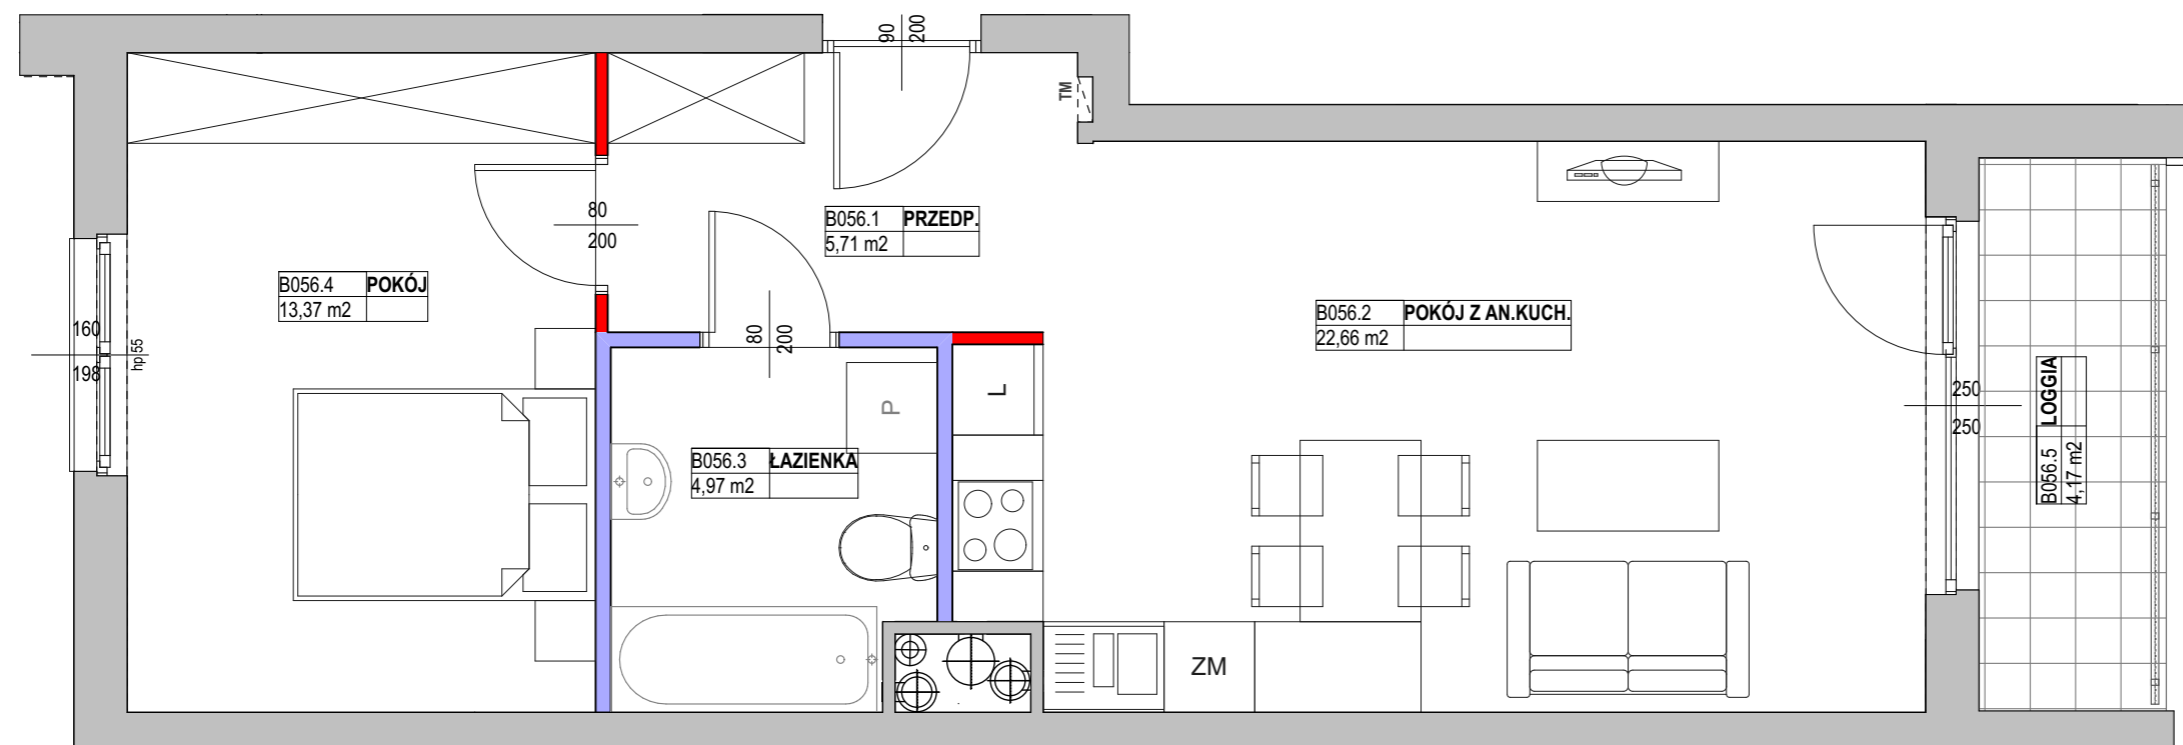 90
200
TM
B056.1 PRZEDP.
5,71 m2
80
200
B056.4 POKÓJ
13,37 m2
160
198
hp 55
80
200
B056.2 POKÓJ Z AN.KUCH.
22,66 m2
P
L
B056.3 ŁAZIENKA
4,97 m2
250
250
B056.5 LOGGIA
4,17 m2
ZM